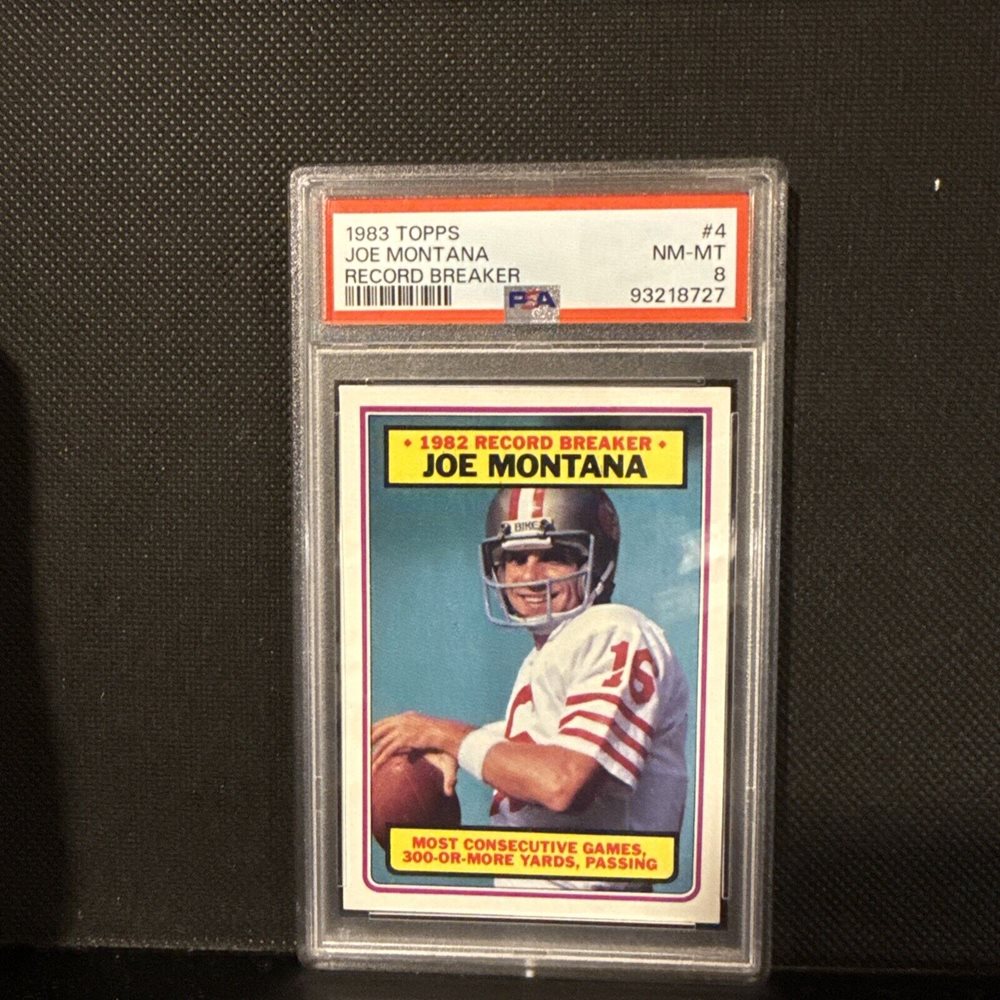 1983 TOPPS #4
JOE MONTANA NM-MT
RECORD BREAKER 8
PSA 93218727
1982 RECORD BREAKER
JOE MONTANA
BIKE
16
MOST CONSECUTIVE GAMES,
300-OR-MORE YARDS, PASSING